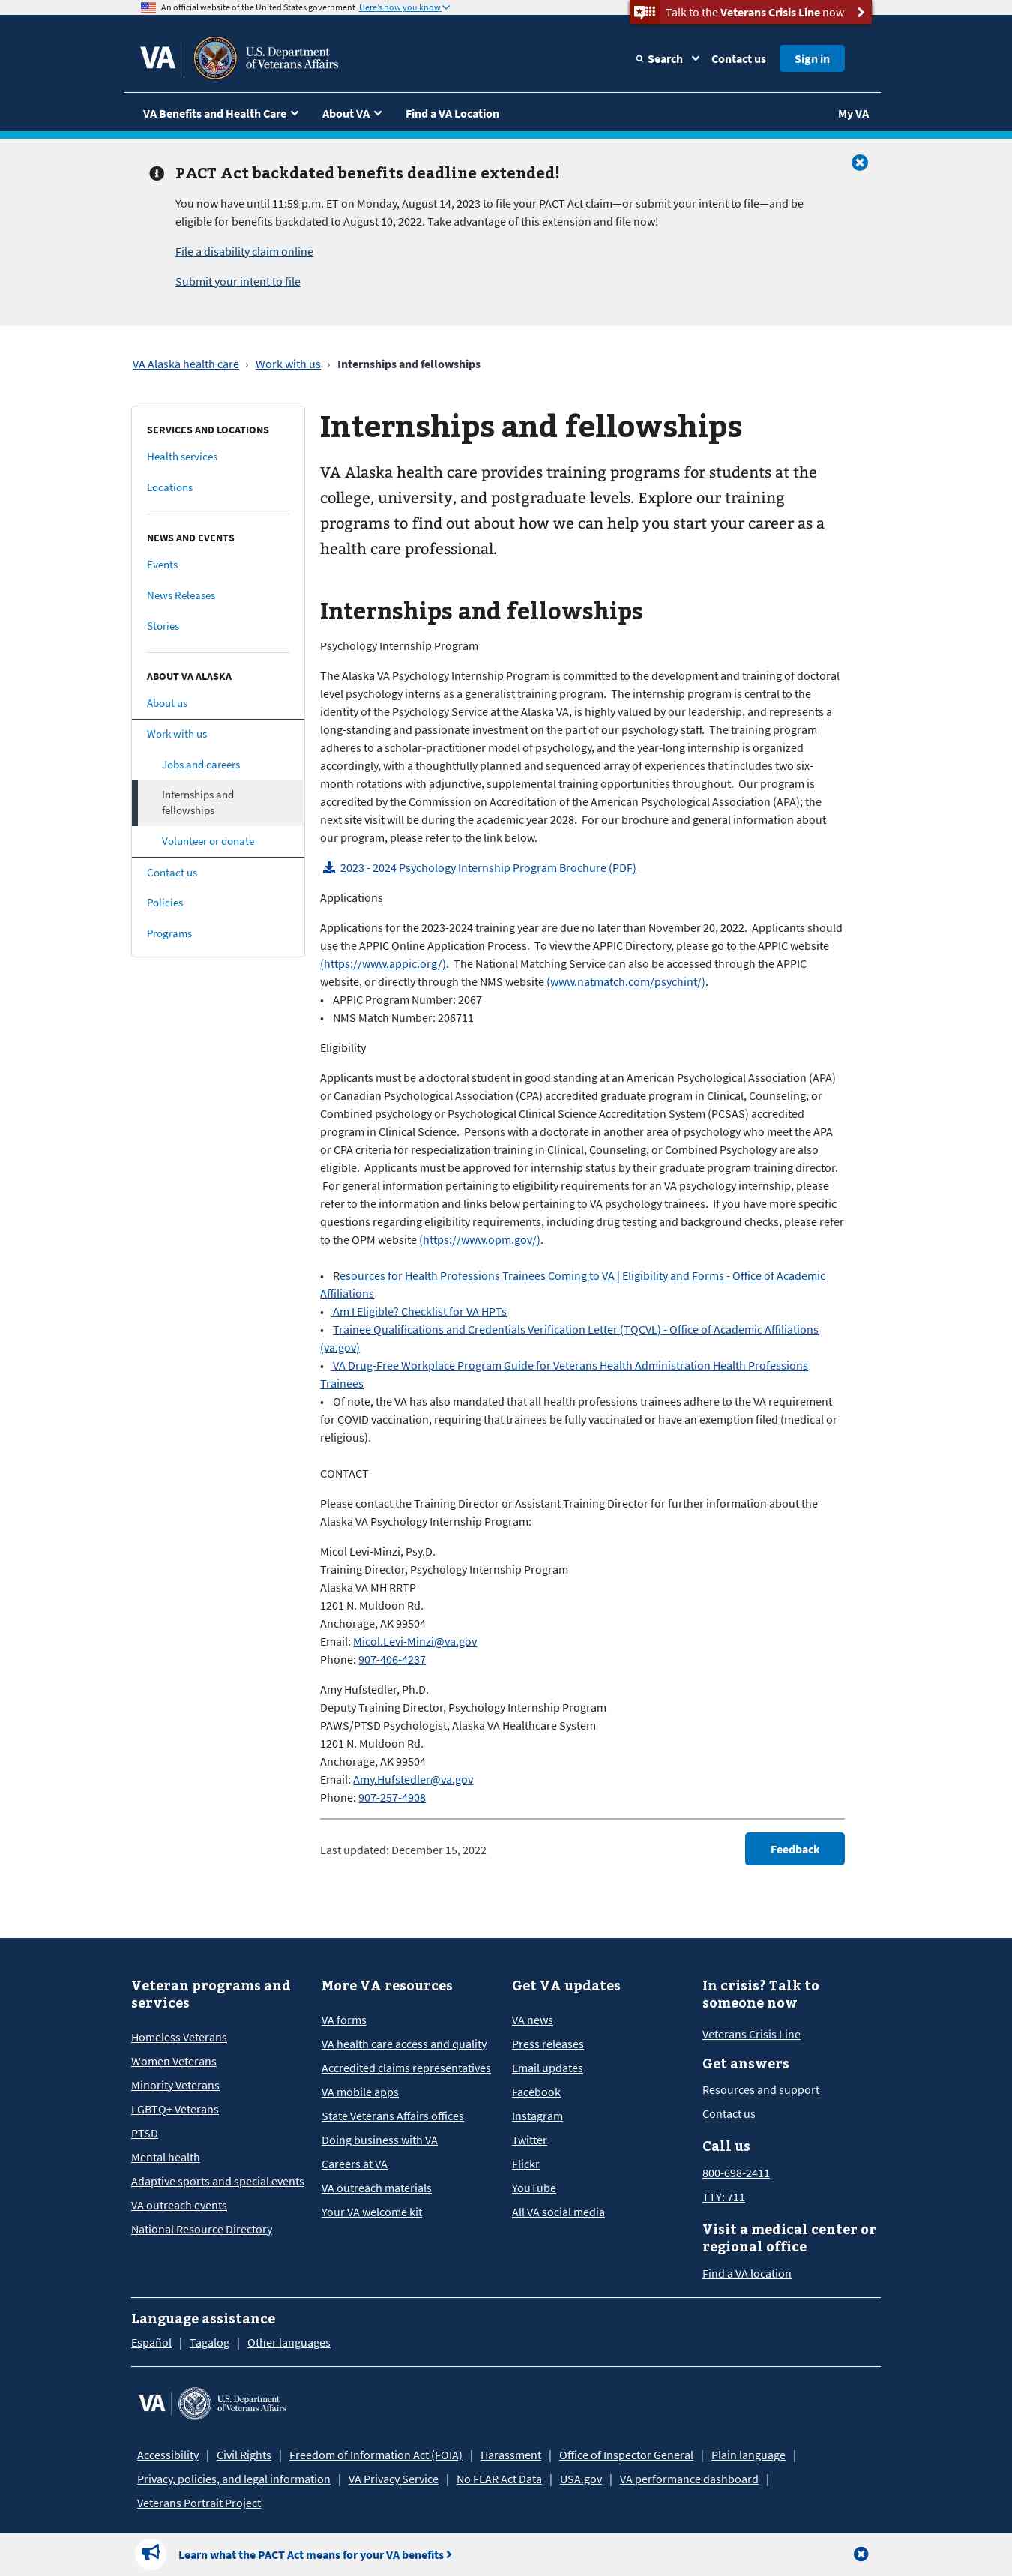 An official website of the United States government Here's how you know
Talk to the Veterans Crisis Line now
VA
U.S. Department
of Veterans Affairs
Search
Contact us
Sign in
VA Benefits and Health Care
About VA
Find a VA Location
My VA
PACT Act backdated benefits deadline extended!
You now have until 11:59 p.m. ET on Monday, August 14, 2023 to file your PACT Act claim—or submit your intent to file—and be
eligible for benefits backdated to August 10, 2022. Take advantage of this extension and file now!
File a disability claim online
Submit your intent to file
VA Alaska health care › Work with us › Internships and fellowships
SERVICES AND LOCATIONS
Health services
Locations
NEWS AND EVENTS
Events
News Releases
Stories
ABOUT VA ALASKA
About us
Work with us
Jobs and careers
Internships and
fellowships
Volunteer or donate
Contact us
Policies
Programs
Internships and fellowships
VA Alaska health care provides training programs for students at the
college, university, and postgraduate levels. Explore our training
programs to find out about how we can help you start your career as a
health care professional.
Internships and fellowships
Psychology Internship Program
The Alaska VA Psychology Internship Program is committed to the training and development of doctoral
level psychology interns as a generalist training program.  The internship program is central to the
identity of the Psychology Service at the Alaska VA, is highly valued by our leadership, and represents a
long-standing and passionate investment on the part of our psychology staff.  The training program
adheres to a scholar-practitioner model of psychology, and the year-long internship is organized
accordingly, with a thoughtfully planned and sequenced array of experiences that includes two six-
month rotations with adjunctive, supplemental training opportunities throughout.  Our program is
accredited by the Commission on Accreditation of the American Psychological Association (APA); the
next site visit will be during the academic year 2028.  For our brochure and general information about
our program, please refer to the link below.
2023 - 2024 Psychology Internship Program Brochure (PDF)
Applications
Applications for the 2023-2024 training year are due no later than November 20, 2022.  Applicants should
use the APPIC Online Application Process.  To view the APPIC Directory, please go to the APPIC website
(https://www.appic.org/).  The National Matching Service can also be accessed through the APPIC
website, or directly through the NMS website (www.natmatch.com/psychint/).
• APPIC Program Number: 2067
• NMS Match Number: 206711
Eligibility
Applicants must be a doctoral student in good standing at an American Psychological Association (APA)
or Canadian Psychological Association (CPA) accredited graduate program in Clinical, Counseling, or
Combined psychology or Psychological Clinical Science Accreditation System (PCSAS) accredited
program in Clinical Science.  Persons with a doctorate in another area of psychology who meet the APA
or CPA criteria for respecialization training in Clinical, Counseling, or Combined Psychology are also
eligible.  Applicants must be approved for internship status by their graduate program training director.
For general information pertaining to eligibility requirements for an VA psychology internship, please
refer to the information and links below pertaining to VA psychology trainees.  If you have more specific
questions regarding eligibility requirements, including drug testing and background checks, please refer
to the OPM website (https://www.opm.gov/).
• Resources for Health Professions Trainees Coming to VA | Eligibility and Forms - Office of Academic
Affiliations
• Am I Eligible? Checklist for VA HPTs
• Trainee Qualifications and Credentials Verification Letter (TQCVL) - Office of Academic Affiliations
(va.gov)
• VA Drug-Free Workplace Program Guide for Veterans Health Administration Health Professions
Trainees
• Of note, the VA has also mandated that all health professions trainees adhere to the VA requirement
for COVID vaccination, requiring that trainees be fully vaccinated or have an exemption filed (medical or
religious).
CONTACT
Please contact the Training Director or Assistant Training Director for further information about the
Alaska VA Psychology Internship Program:
Micol Levi-Minzi, Psy.D.
Training Director, Psychology Internship Program
Alaska VA MH RRTP
1201 N. Muldoon Rd.
Anchorage, AK 99504
Email: Micol.Levi-Minzi@va.gov
Phone: 907-406-4237
Amy Hufstedler, Ph.D.
Deputy Training Director, Psychology Internship Program
PAWS/PTSD Psychologist, Alaska VA Healthcare System
1201 N. Muldoon Rd.
Anchorage, AK 99504
Email: Amy.Hufstedler@va.gov
Phone: 907-257-4908
Last updated: December 15, 2022
Feedback
Veteran programs and
services
Homeless Veterans
Women Veterans
Minority Veterans
LGBTQ+ Veterans
PTSD
Mental health
Adaptive sports and special events
VA outreach events
National Resource Directory
More VA resources
VA forms
VA health care access and quality
Accredited claims representatives
VA mobile apps
State Veterans Affairs offices
Doing business with VA
Careers at VA
VA outreach materials
Your VA welcome kit
Get VA updates
VA news
Press releases
Email updates
Facebook
Instagram
Twitter
Flickr
YouTube
All VA social media
In crisis? Talk to
someone now
Veterans Crisis Line
Get answers
Resources and support
Contact us
Call us
800-698-2411
TTY: 711
Visit a medical center or
regional office
Find a VA location
Language assistance
Español | Tagalog | Other languages
VA
U.S. Department
of Veterans Affairs
Accessibility | Civil Rights | Freedom of Information Act (FOIA) | Harassment | Office of Inspector General | Plain language |
Privacy, policies, and legal information | VA Privacy Service | No FEAR Act Data | USA.gov | VA performance dashboard |
Veterans Portrait Project
Learn what the PACT Act means for your VA benefits